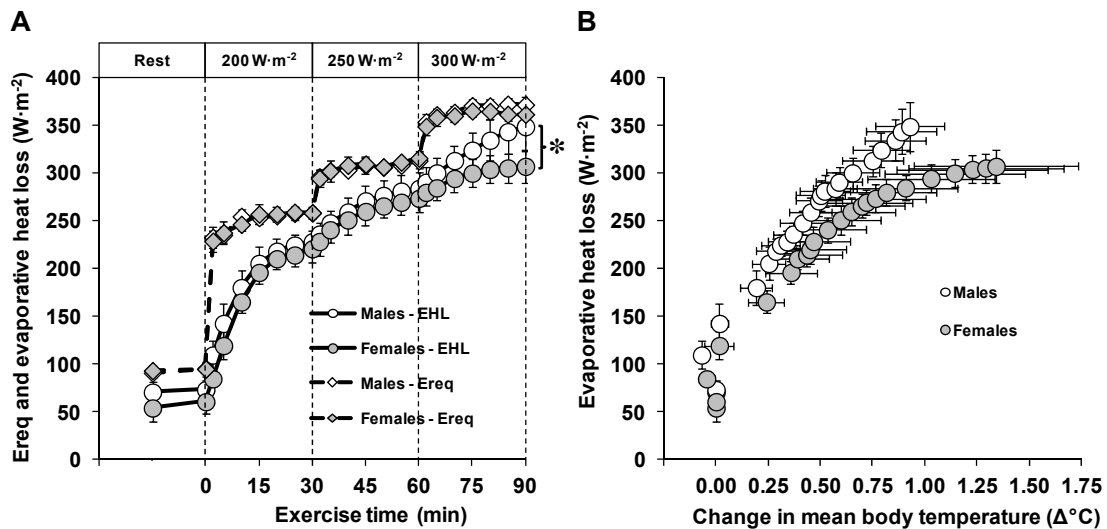 A
B
Rest 200 W·m⁻² 250 W·m⁻² 300 W·m⁻²
Ereq and evaporative heat loss (W·m⁻²)
400
350
300
250
200
150
100
50
0
*
Males - EHL
Females - EHL
Males - Ereq
Females - Ereq
0 15 30 45 60 75 90
Exercise time (min)
Evaporative heat loss (W·m⁻²)
400
350
300
250
200
150
100
50
0
Males
Females
0.00 0.25 0.50 0.75 1.00 1.25 1.50 1.75
Change in mean body temperature (Δ°C)